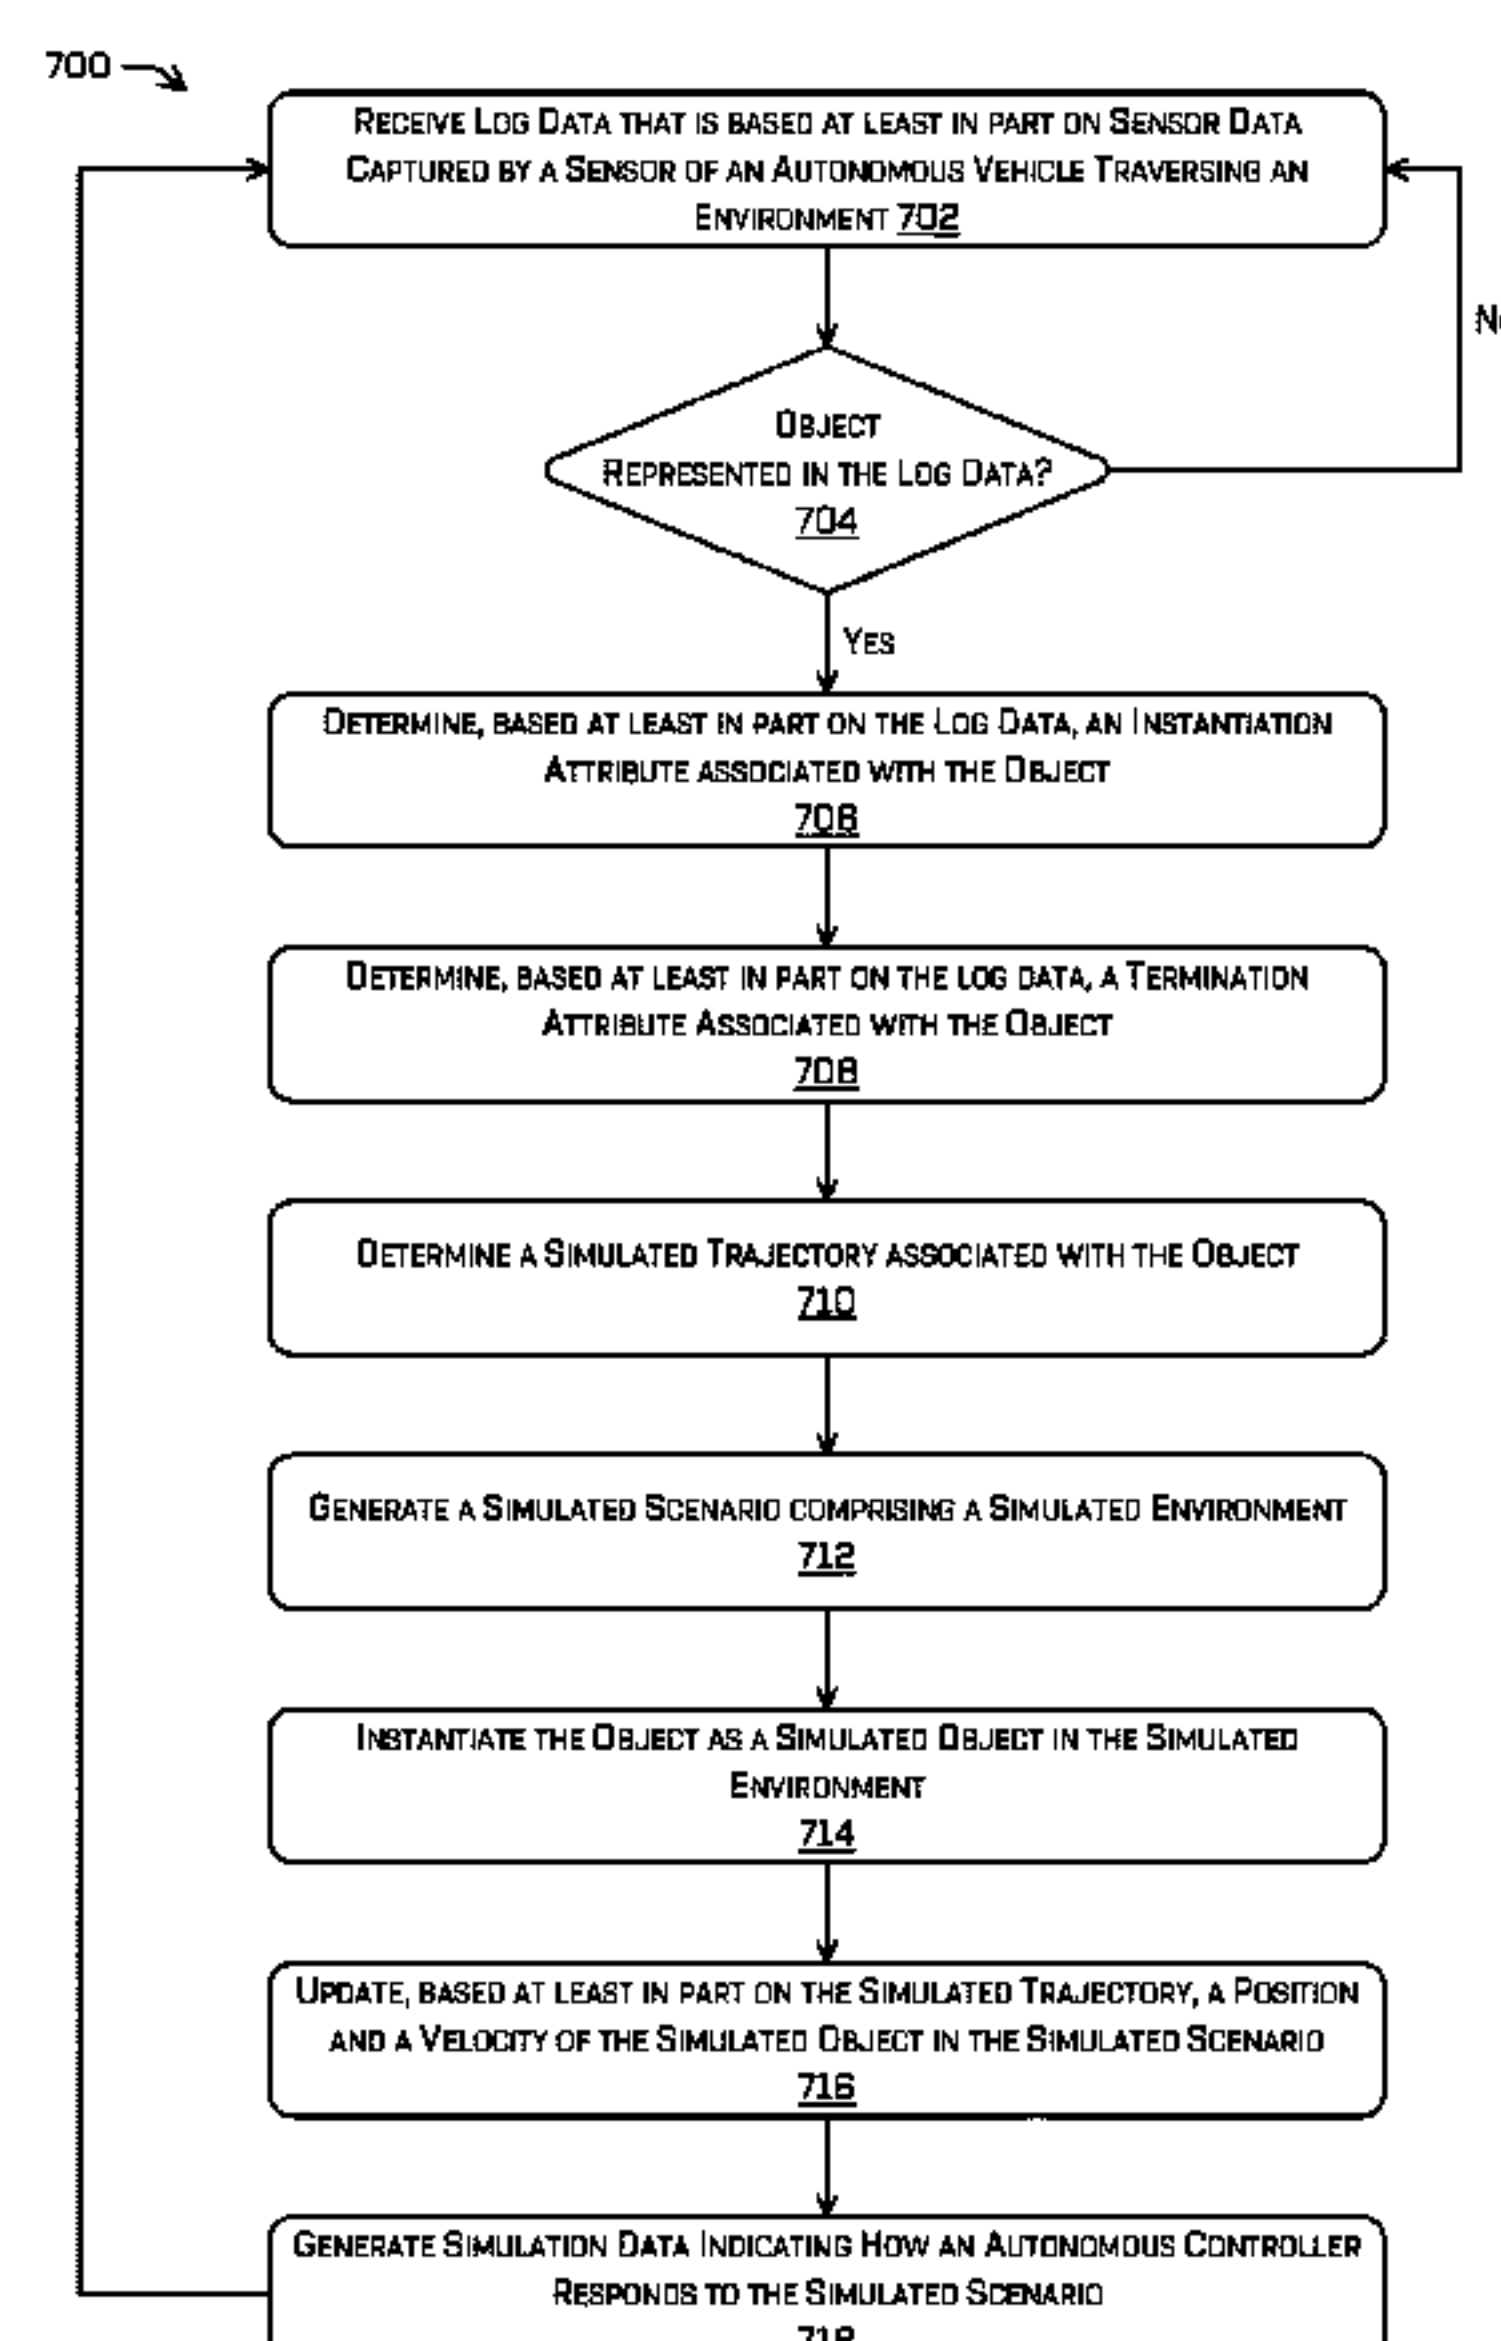 700
Receive Log Data that is based at least in part on Sensor Data
Captured by a Sensor of an Autonomous Vehicle Traversing an
Environment 702
Object
Represented in the Log Data?
704
Yes
Determine, based at least in part on the Log Data, an Instantiation
Attribute associated with the Object
706
Determine, based at least in part on the log data, a Termination
Attribute Associated with the Object
708
Determine a Simulated Trajectory associated with the Object
710
Generate a Simulated Scenario comprising a Simulated Environment
712
Instantiate the Object as a Simulated Object in the Simulated
Environment
714
Update, based at least in part on the Simulated Trajectory, a Position
and a Velocity of the Simulated Object in the Simulated Scenario
716
Generate Simulation Data Indicating How an Autonomous Controller
Responds to the Simulated Scenario
718